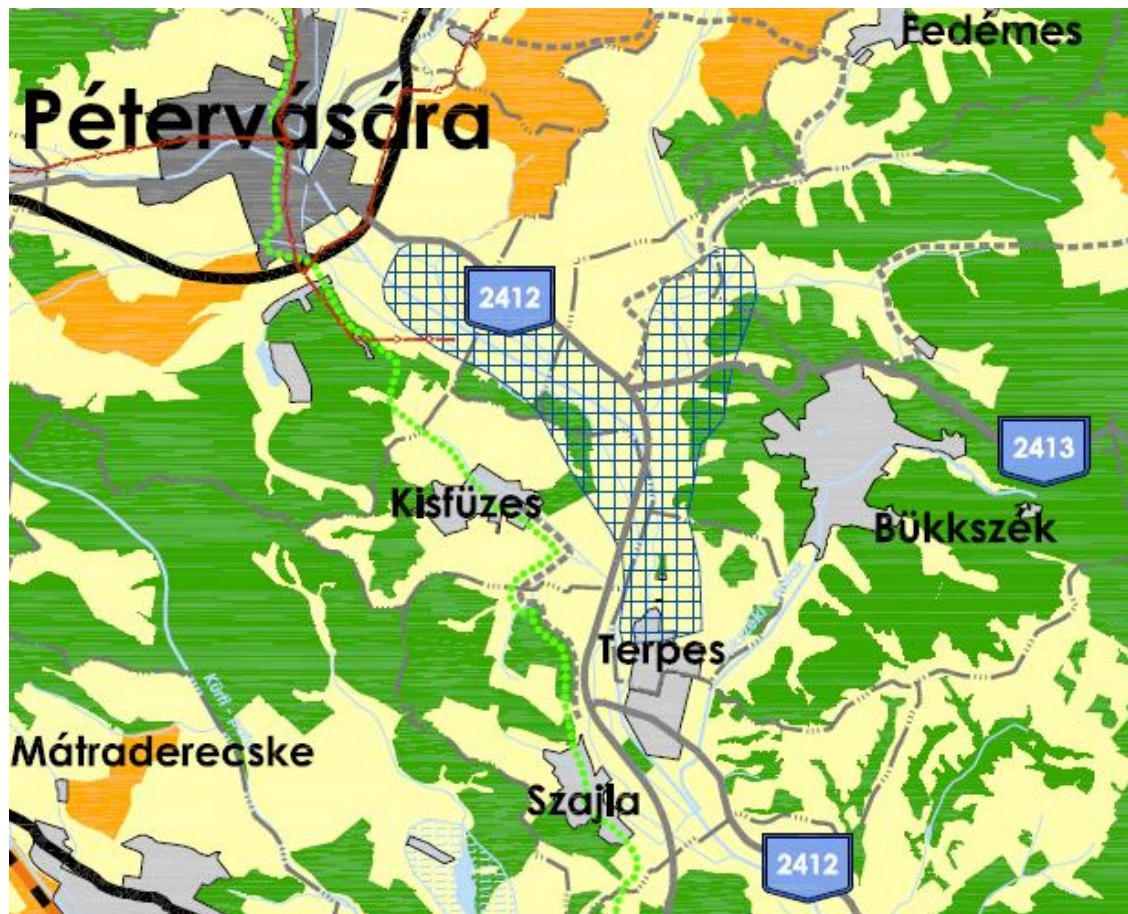 Fedémes
Pétervására
2412
2413
Kisfüzes
Bükkszék
Terpes
Mátraderecske
Szajla
2412